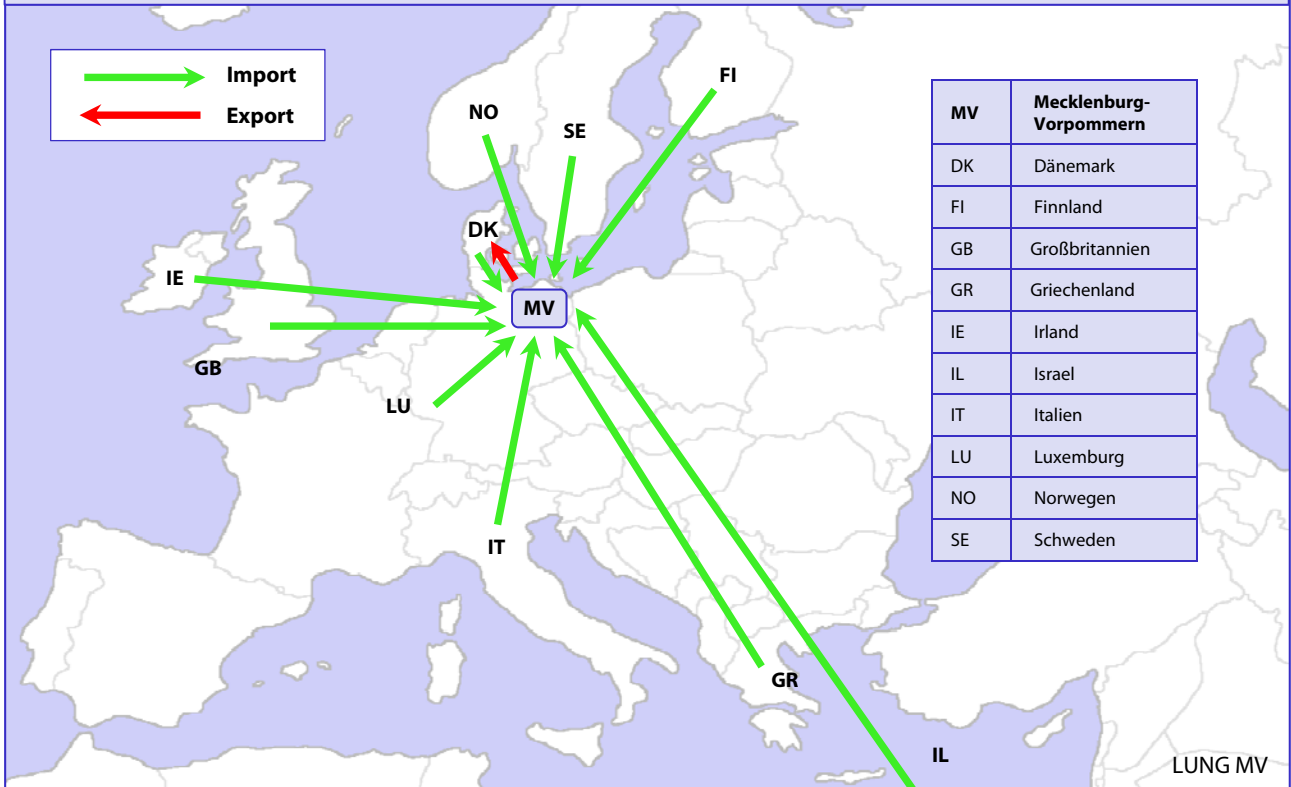 Import
Export
FI
NO
SE
DK
IE
MV
GB
LU
IT
GR
IL
MV Mecklenburg-
Vorpommern
DK Dänemark
FI Finnland
GB Großbritannien
GR Griechenland
IE Irland
IL Israel
IT Italien
LU Luxemburg
NO Norwegen
SE Schweden
LUNG MV